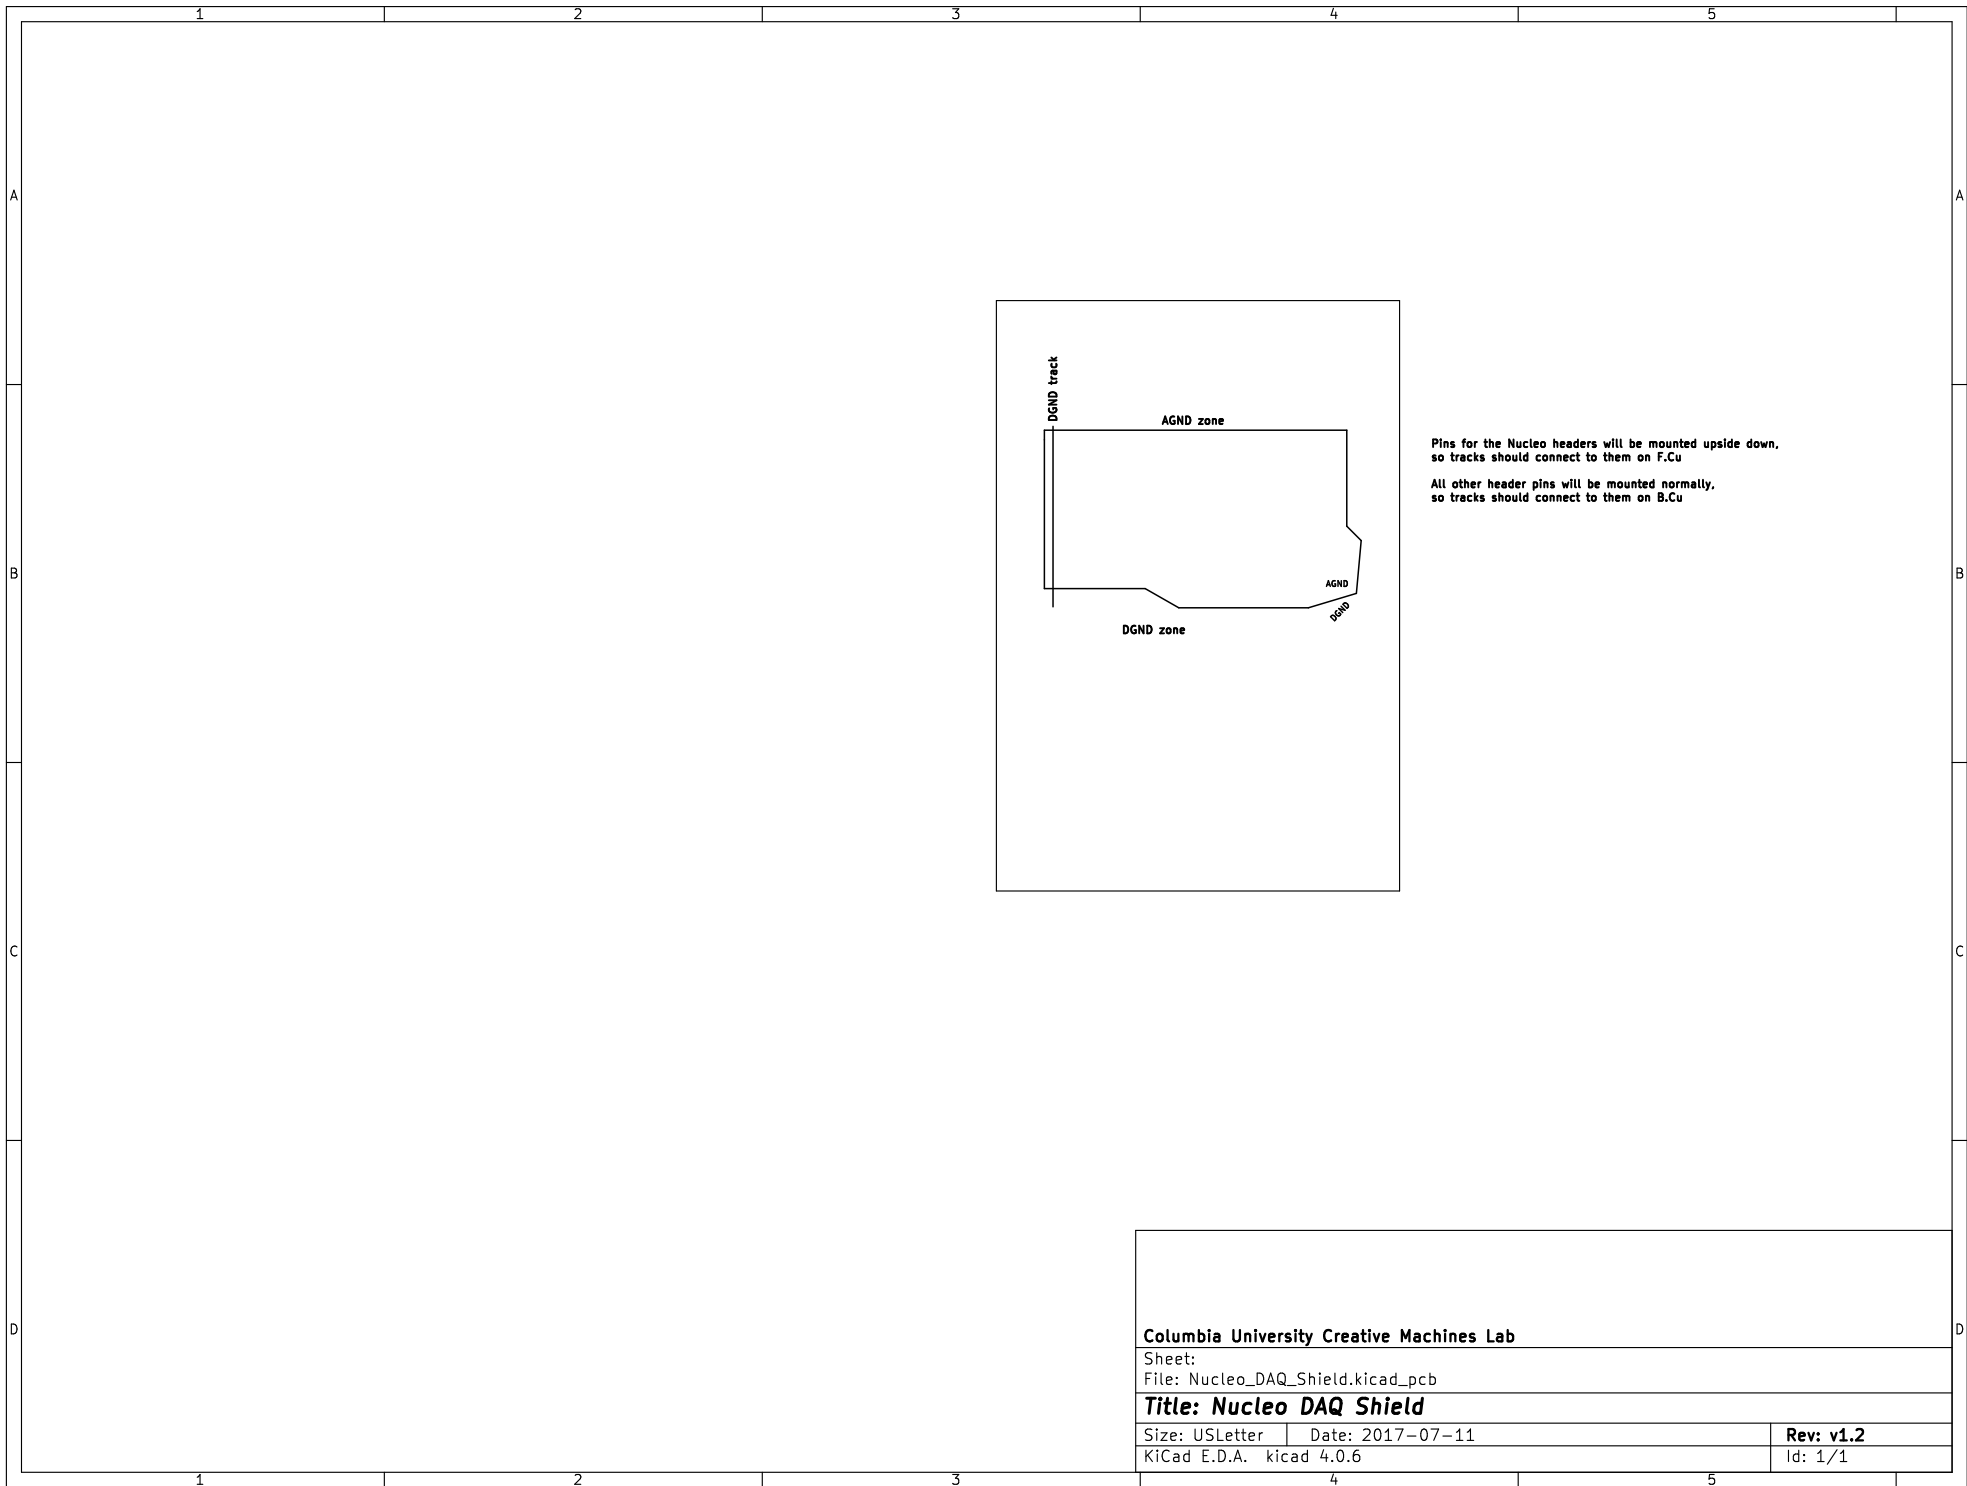 1 2 3 4 5
A A
DGND track
AGND zone
Pins for the Nucleo headers will be mounted upside down,
so tracks should connect to them on F.Cu
All other header pins will be mounted normally,
so tracks should connect to them on B.Cu
B B
AGND
DGND
DGND zone
C C
D D
Columbia University Creative Machines Lab
Sheet:
File: Nucleo_DAQ_Shield.kicad_pcb
Title: Nucleo DAQ Shield
Size: USLetter Date: 2017-07-11 Rev: v1.2
KiCad E.D.A. kicad 4.0.6 Id: 1/1
1 2 3 4 5